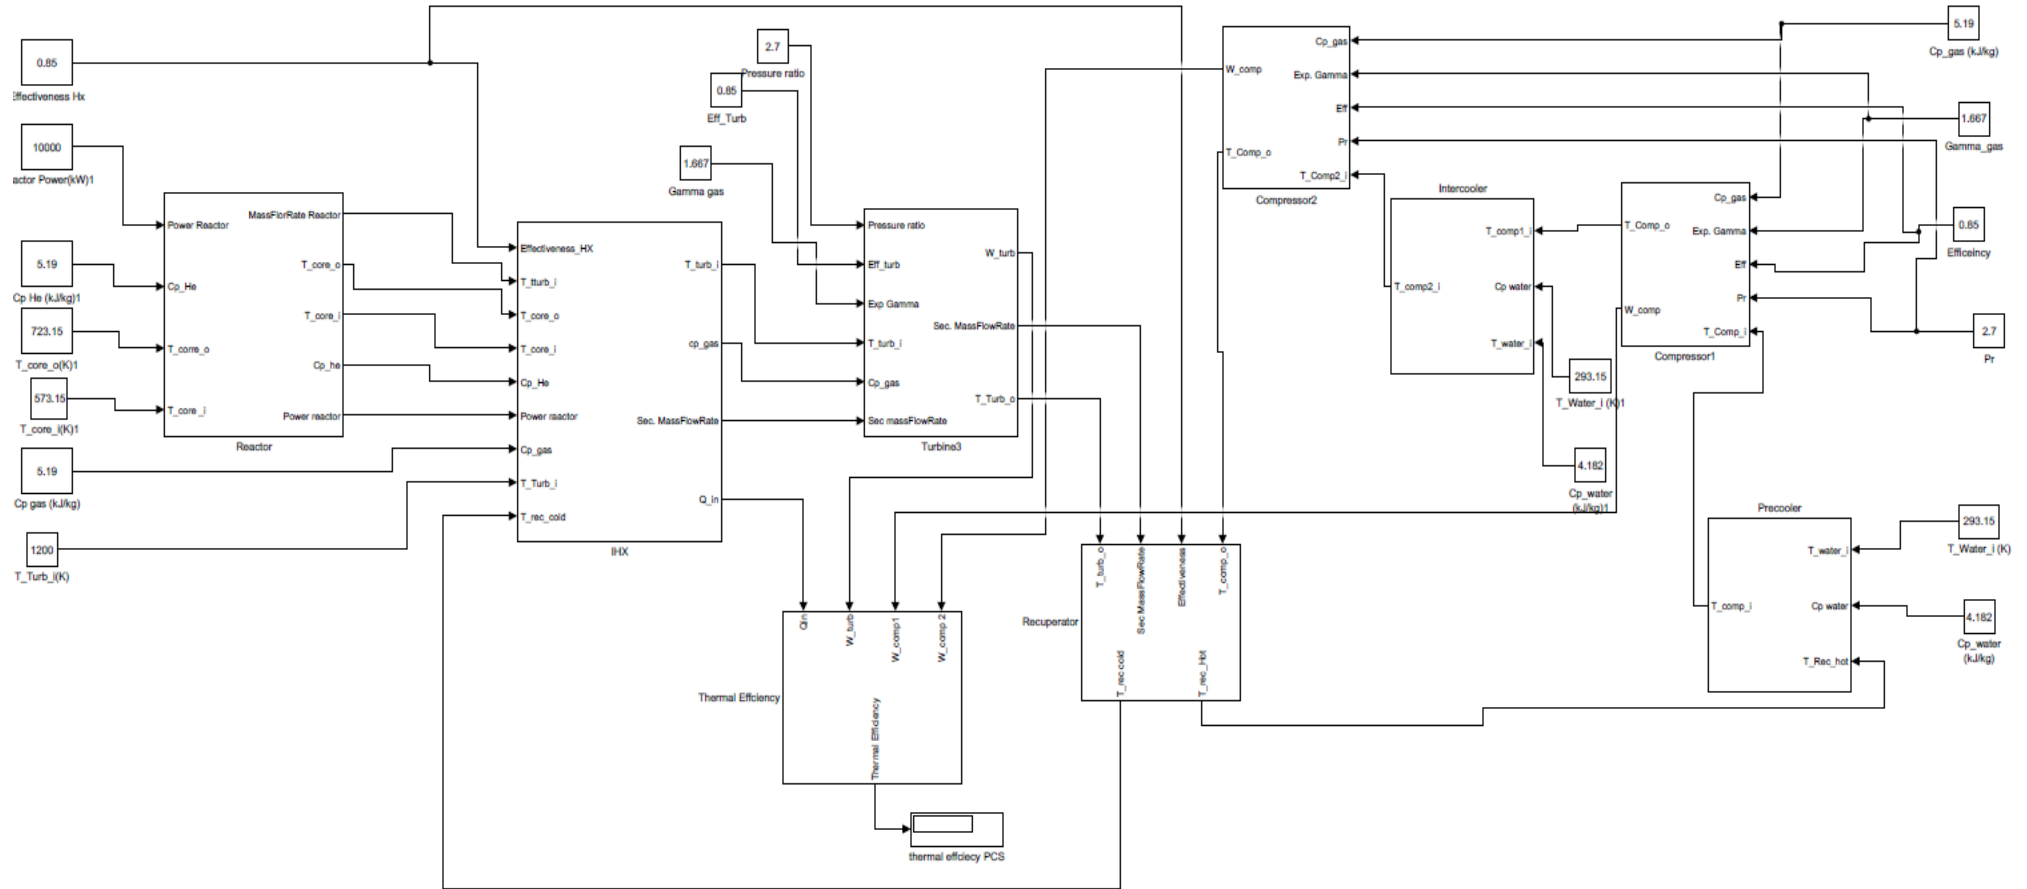 0.85
Effectiveness Hx
10000
actor Power(kW)1
5.19
Cp He (kJ/kg)1
723.15
T_core_o(K)1
573.15
T_core_i(K)1
5.19
Cp gas (kJ/kg)
1200
T_Turb_i(K)
Power Reactor
Cp_He
T_corre_o
T_core _i
MassFlorRate Reactor
T_core_o
T_core_i
Cp_he
Power reactor
Reactor
Effectiveness_HX
T_tturb_i
T_core_o
T_core_i
Cp_He
Power raactor
Cp_gas
T_Turb_i
T_rec_cold
T_turb_i
cp_gas
Sec. MassFlowRate
Q_in
IHX
2.7
Pressure ratio
0.85
Eff_Turb
1.667
Gamma gas
Pressure ratio
Eff_turb
Exp Gamma
T_turb_i
Cp_gas
Sec massFlowRate
W_turb
Sec. MassFlowRate
T_Turb_o
Turbine3
Qin
W_turb
W_comp1
W_comp 2
Thermal Effciency
Thermal Efficiency
thermal effciecy PCS
T_turb_o
Sec MassFlowRate
Effectiveness
T_comp_o
Recuperator
T_rec cold
T_rec_Hot
W_comp
T_Comp_o
Cp_gas
Exp. Gamma
Eff
Pr
T_Comp2_i
Compressor2
Intercooler
T_comp2_i
T_comp1_i
Cp water
T_water_i
293.15
T_Water_i (K)1
4.182
Cp_water
(kJ/kg)1
T_Comp_o
W_comp
Cp_gas
Exp. Gamma
Eff
Pr
T_Comp_i
Compressor1
5.19
Cp_gas (kJ/kg)
1.667
Gamma_gas
0.85
Efficeincy
2.7
Pr
Precooler
T_comp_i
T_water_i
Cp water
T_Rec_hot
293.15
T_Water_i (K)
4.182
Cp_water
(kJ/kg)